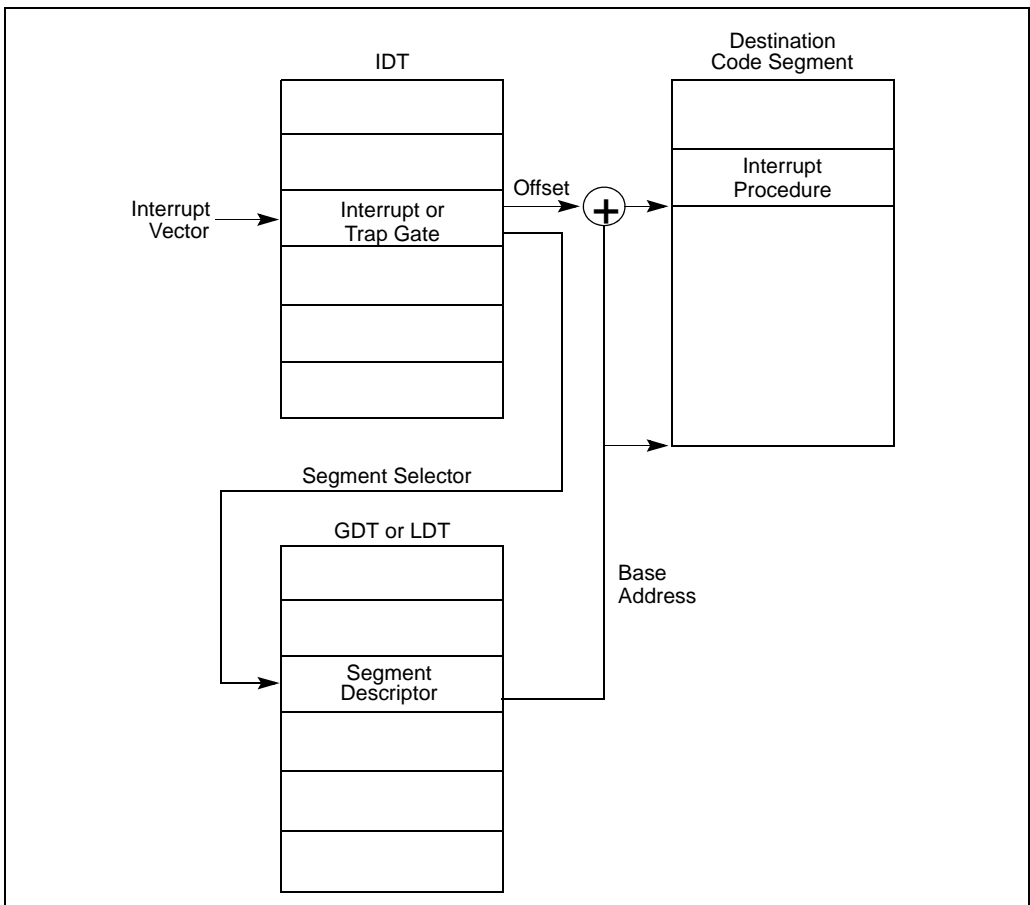 IDT
Destination
Code Segment
Interrupt
Vector
Interrupt or
Trap Gate
Offset
+
Interrupt
Procedure
Segment Selector
GDT or LDT
Segment
Descriptor
Base
Address